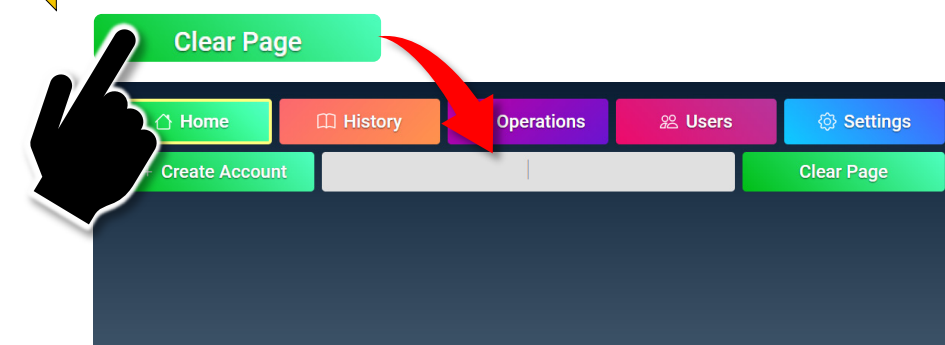 Clear Page
Home History Operations Users Settings
+ Create Account Clear Page